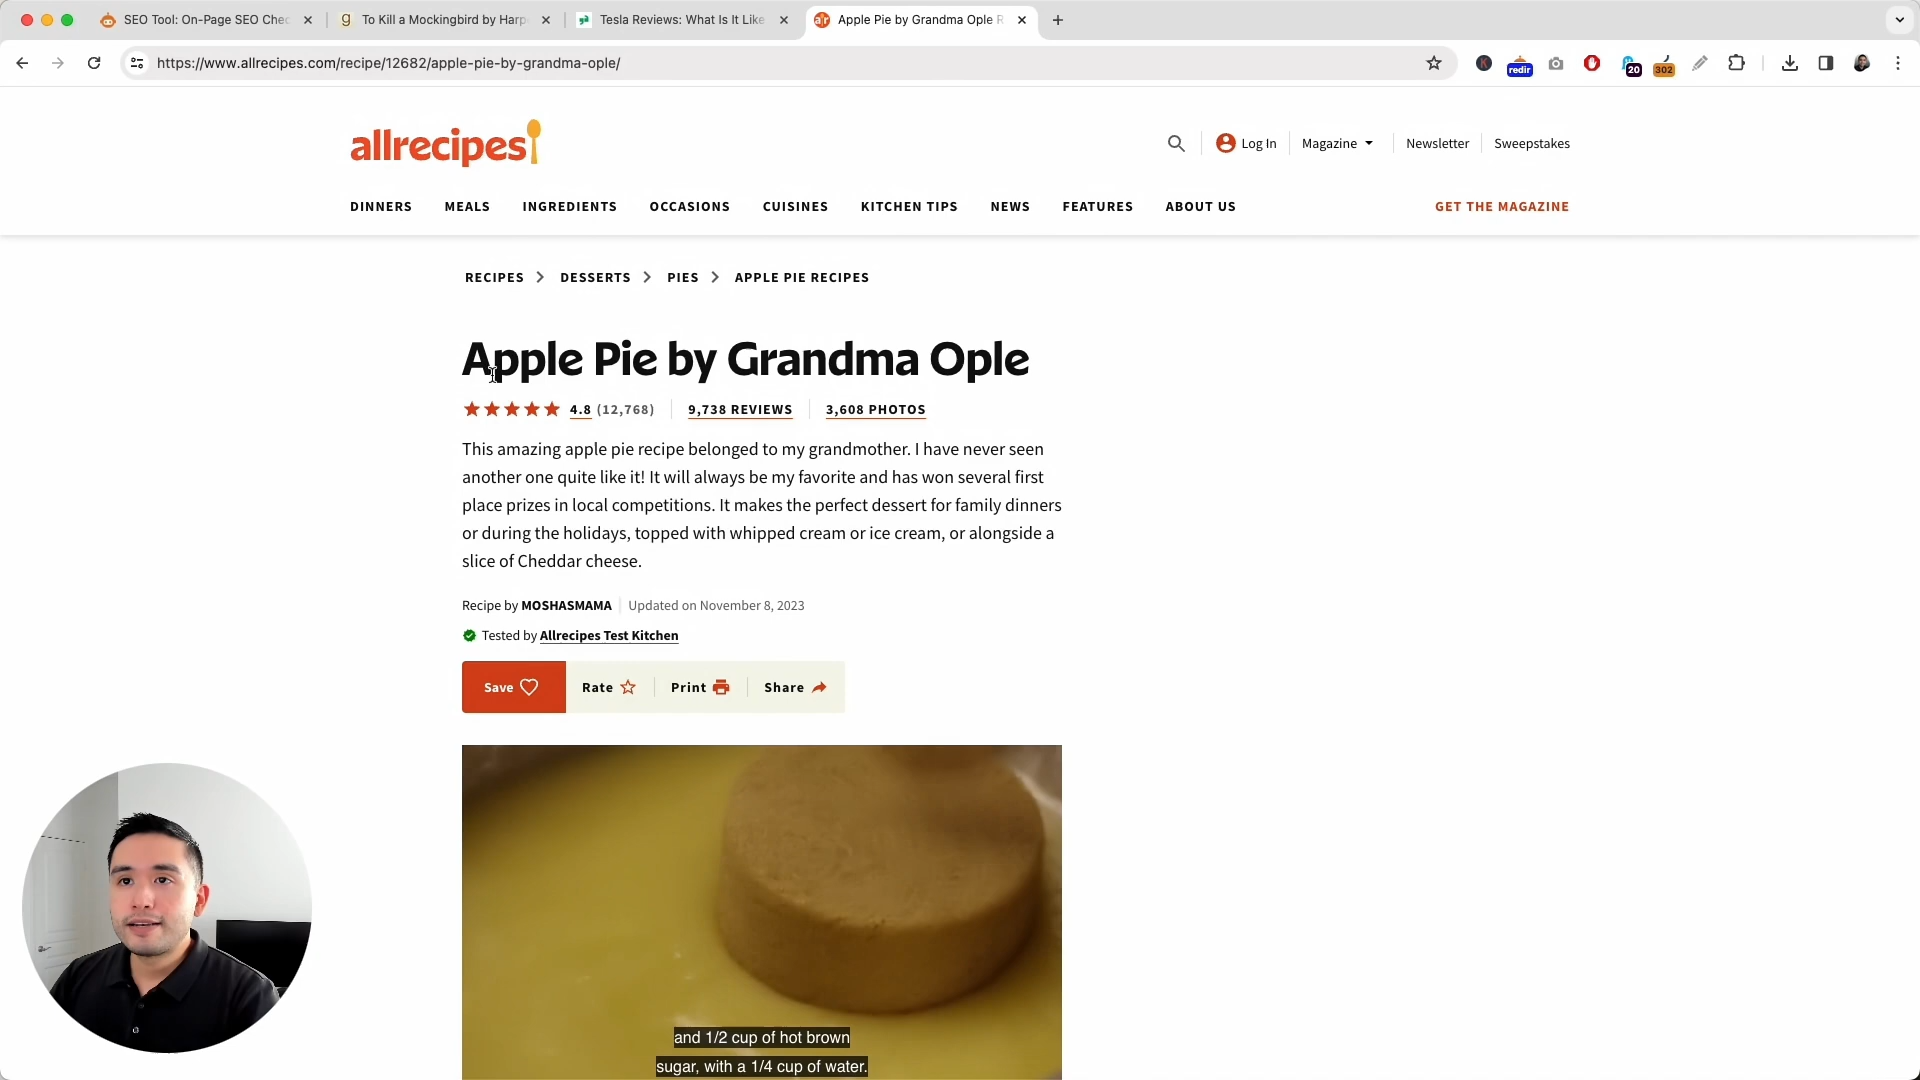 SEO Tool: On-Page SEO Chec
To Kill a Mockingbird by Harp
Tesla Reviews: What Is It Like
Apple Pie by Grandma Ople R
https://www.allrecipes.com/recipe/12682/apple-pie-by-grandma-ople/
redir
20
302
allrecipes
Log In
Magazine
Newsletter
Sweepstakes
DINNERS
MEALS
INGREDIENTS
OCCASIONS
CUISINES
KITCHEN TIPS
NEWS
FEATURES
ABOUT US
GET THE MAGAZINE
RECIPES > DESSERTS > PIES > APPLE PIE RECIPES
Apple Pie by Grandma Ople
4.8 (12,768)
9,738 REVIEWS
3,608 PHOTOS
This amazing apple pie recipe belonged to my grandmother. I have never seen
another one quite like it! It will always be my favorite and has won several first
place prizes in local competitions. It makes the perfect dessert for family dinners
or during the holidays, topped with whipped cream or ice cream, or alongside a
slice of Cheddar cheese.
Recipe by MOSHASMAMA
Updated on November 8, 2023
Tested by Allrecipes Test Kitchen
Save
Rate
Print
Share
and 1/2 cup of hot brown
sugar, with a 1/4 cup of water.